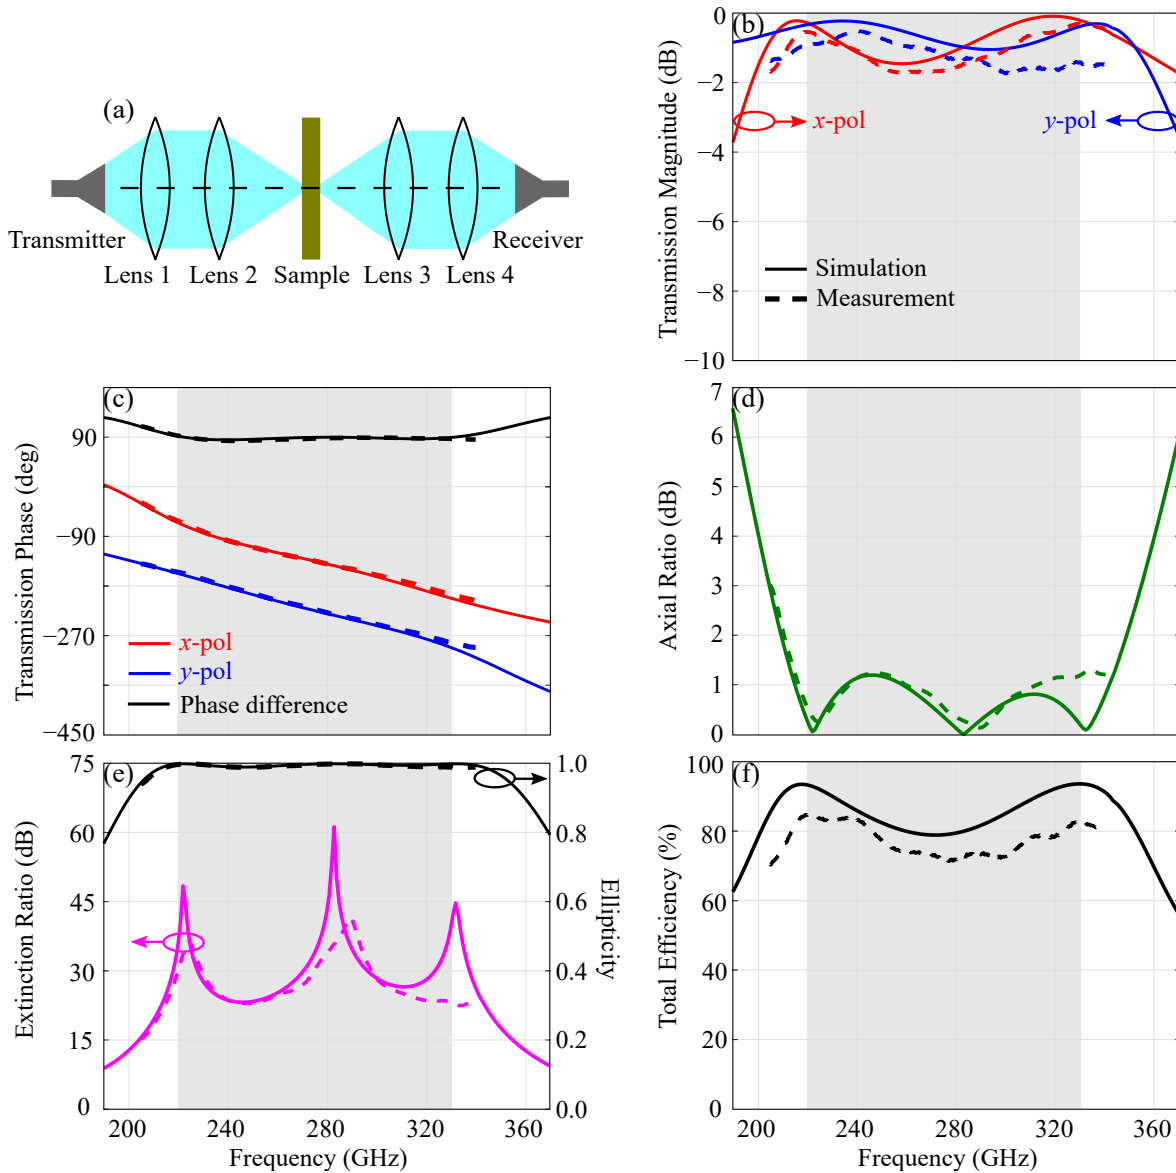 (a)
Transmitter
Receiver
Lens 1
Lens 2
Sample
Lens 3
Lens 4
(b)
Transmission Magnitude (dB)
0
−2
−4
−6
−8
−10
x-pol
y-pol
Simulation
Measurement
(c)
Transmission Phase (deg)
90
−90
−270
−450
x-pol
y-pol
Phase difference
(d)
Axial Ratio (dB)
7
6
5
4
3
2
1
0
(e)
Extinction Ratio (dB)
75
60
45
30
15
0
1.0
0.8
0.6
0.4
0.2
0.0
Ellipticity
200
240
280
320
360
Frequency (GHz)
(f)
Total Efficiency (%)
100
80
60
40
20
0
200
240
280
320
360
Frequency (GHz)